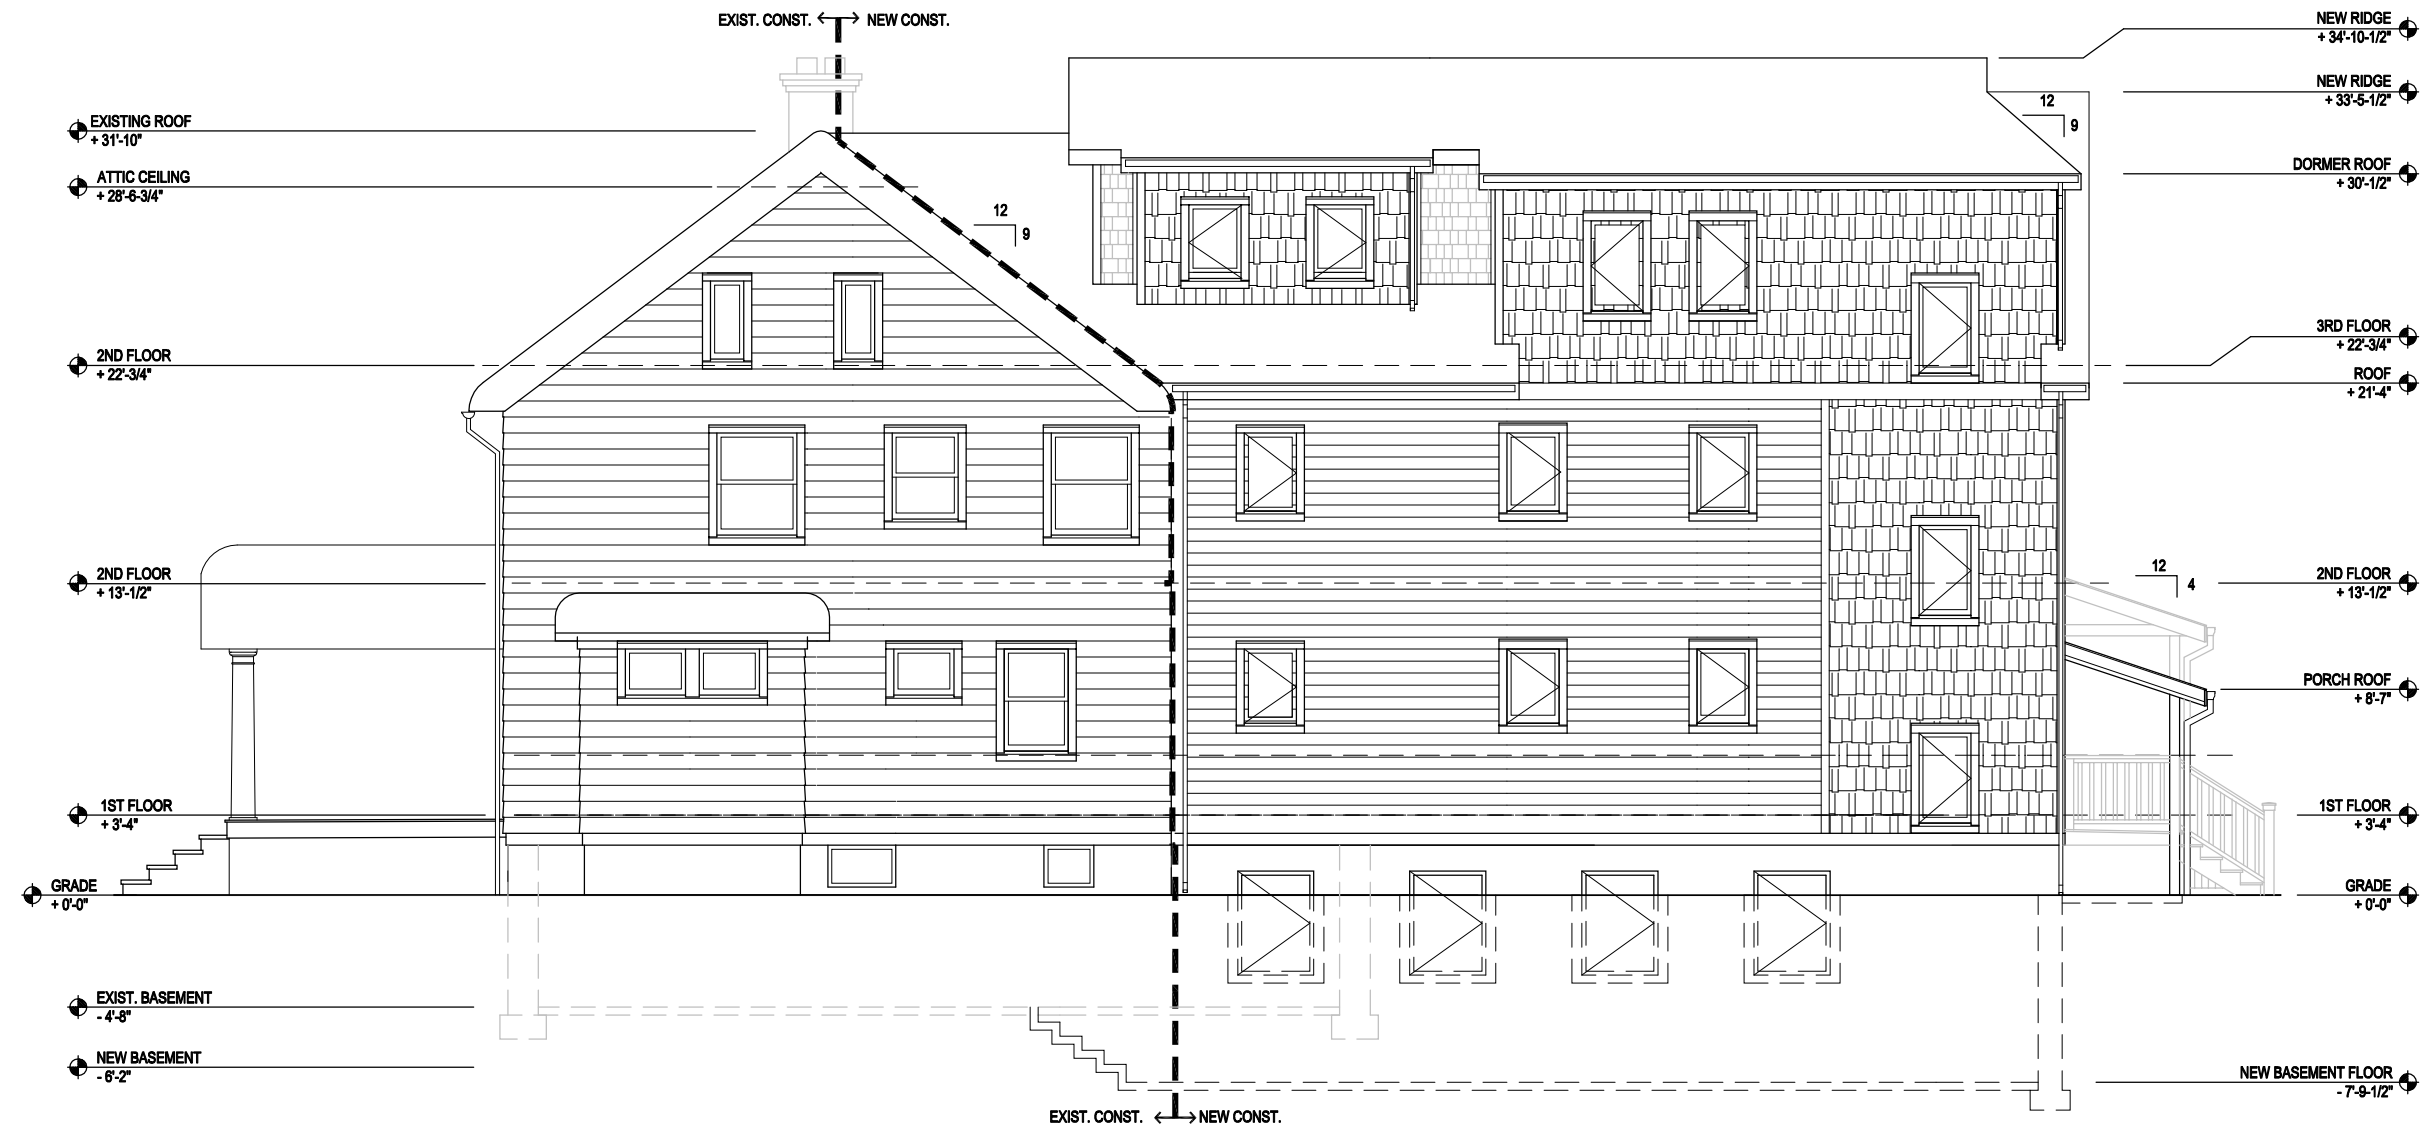 EXIST. CONST. NEW CONST.
NEW RIDGE
+ 34'-10-1/2"
NEW RIDGE
+ 33'-5-1/2"
12
9
EXISTING ROOF
+ 31'-10"
DORMER ROOF
+ 30'-1/2"
ATTIC CEILING
+ 28'-6-3/4"
12
9
3RD FLOOR
+ 22'-3/4"
2ND FLOOR
+ 22'-3/4"
ROOF
+ 21'-4"
2ND FLOOR
+ 13'-1/2"
12
4
2ND FLOOR
+ 13'-1/2"
PORCH ROOF
+ 8'-7"
1ST FLOOR
+ 3'-4"
1ST FLOOR
+ 3'-4"
GRADE
+ 0'-0"
GRADE
+ 0'-0"
EXIST. BASEMENT
- 4'-8"
NEW BASEMENT
- 6'-2"
NEW BASEMENT FLOOR
- 7'-9-1/2"
EXIST. CONST. NEW CONST.